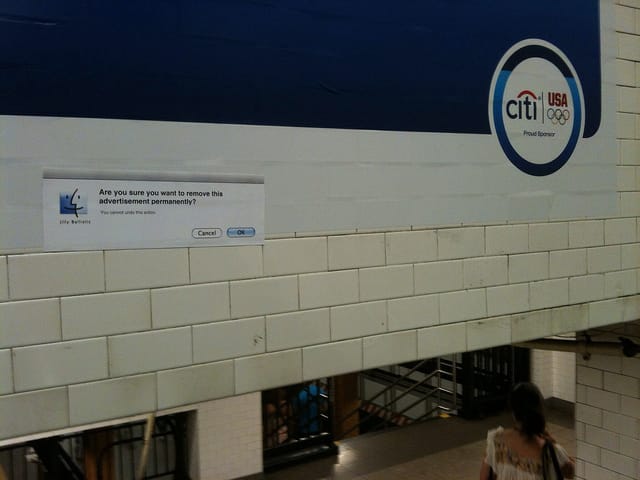 citi
USA
Proud Sponsor
Are you sure you want to remove this
advertisement permanently?
You cannot undo this action.
Cancel
OK